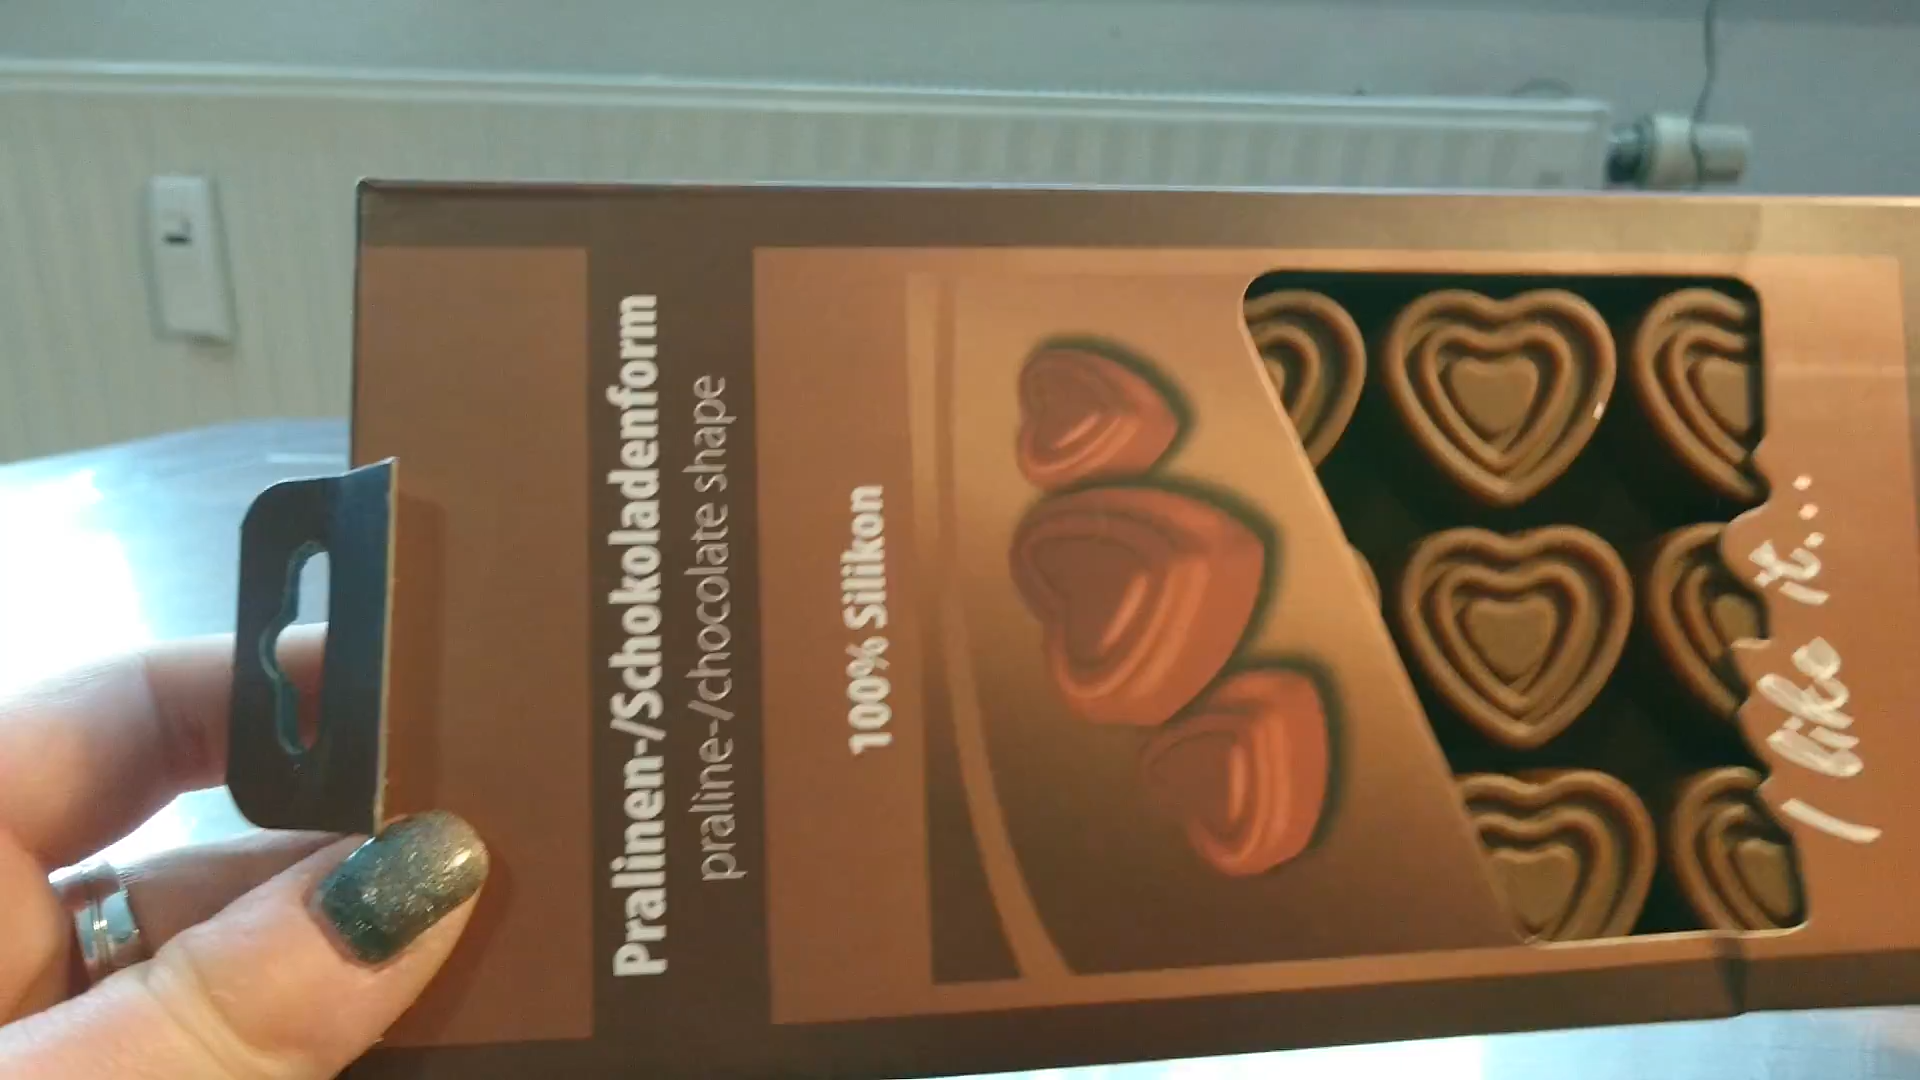 Pralinen-/Schokoladenform
praline-/chocolate shape
100% Silikon
I like it...